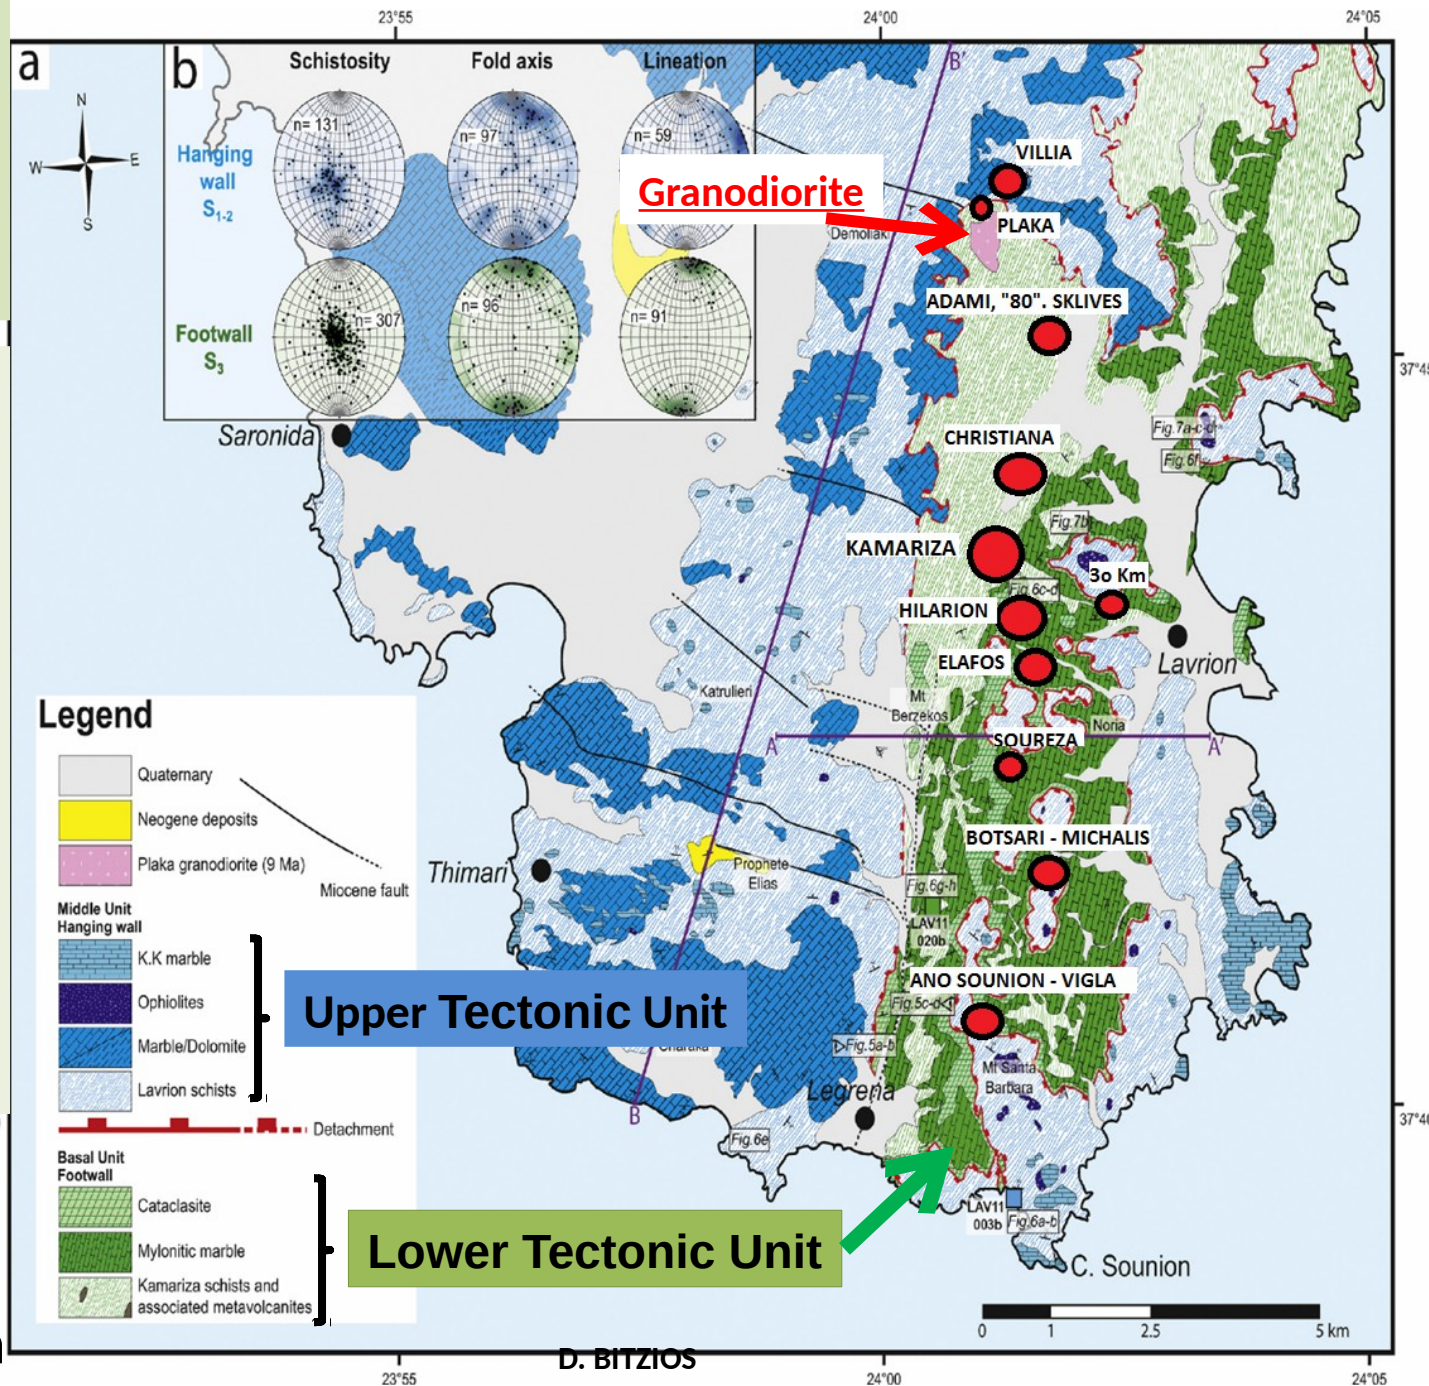 23°55
24°00
24°05
a
b
Schistosity
Fold axis
Lineation
N
W
E
S
Hanging
wall
S1-2
n= 131
n= 97
n= 59
Footwall
S3
n= 307
n= 96
n= 91
B'
VILLIA
Granodiorite
PLAKA
ADAMI, "80". SKLIVES
37°45
Saronida
CHRISTIANA
Fig.7a-c-d
Fig.6f
Fig.7b
KAMARIZA
3o Km
Fig.6c-d
HILARION
ELAFOS
Lavrion
Katrulieri
Mt
Berzekos
Noria
A
A'
SOUREZA
Legend
Quaternary
Neogene deposits
Plaka granodiorite (9 Ma)
Miocene fault
Middle Unit
Hanging wall
K.K marble
Ophiolites
Marble/Dolomite
Lavrion schists
Detachment
Basal Unit
Footwall
Cataclasite
Mylonitic marble
Kamariza schists and
associated metavolcanites
Thimari
Prophete
Elias
BOTSARI - MICHALIS
Fig.6g-h
LAV11
020b
ANO SOUNION - VIGLA
Fig.5c-d
Fig.5a-b
Upper Tectonic Unit
Mt Santa
Barbara
Legrena
B
37°40
Fig.6e
LAV11
003b
Fig.6a-b
Lower Tectonic Unit
C. Sounion
0
1
2.5
5 km
D. BITZIOS
23°55
24°00
24°05